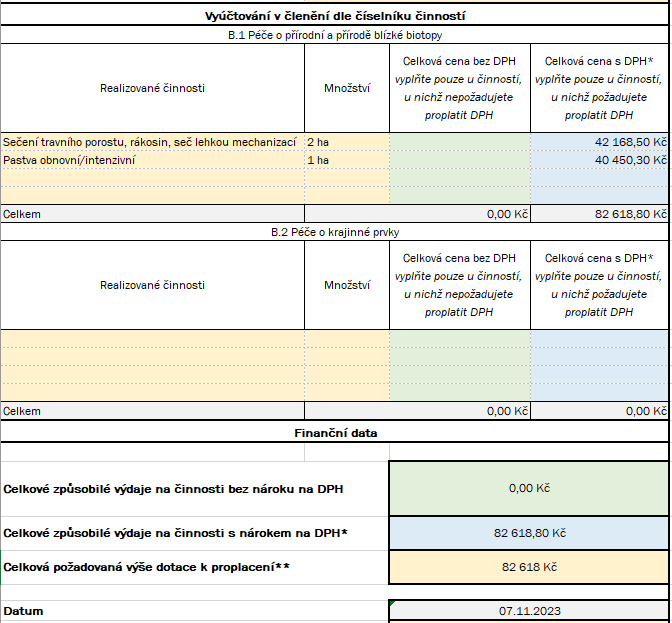 Vyúčtování v členění dle číselníku činností
B.1 Péče o přírodní a přírodě blízké biotopy
Realizované činnosti
Množství
Celková cena bez DPH
vyplňte pouze u činností,
u nichž nepožadujete
proplatit DPH
Celková cena s DPH*
vyplňte pouze u činností,
u nichž požadujete
proplatit DPH
Sečení travního porostu, rákosin, seč lehkou mechanizací 2 ha 42 168,50 Kč
Pastva obnovní/intenzivní 1 ha 40 450,30 Kč
Celkem 0,00 Kč 82 618,80 Kč
B.2 Péče o krajinné prvky
Realizované činnosti
Množství
Celková cena bez DPH
vyplňte pouze u činností,
u nichž nepožadujete
proplatit DPH
Celková cena s DPH*
vyplňte pouze u činností,
u nichž požadujete
proplatit DPH
Celkem 0,00 Kč 0,00 Kč
Finanční data
Celkové způsobilé výdaje na činnosti bez nároku na DPH 0,00 Kč
Celkové způsobilé výdaje na činnosti s nárokem na DPH* 82 618,80 Kč
Celková požadovaná výše dotace k proplacení** 82 618 Kč
Datum 07.11.2023